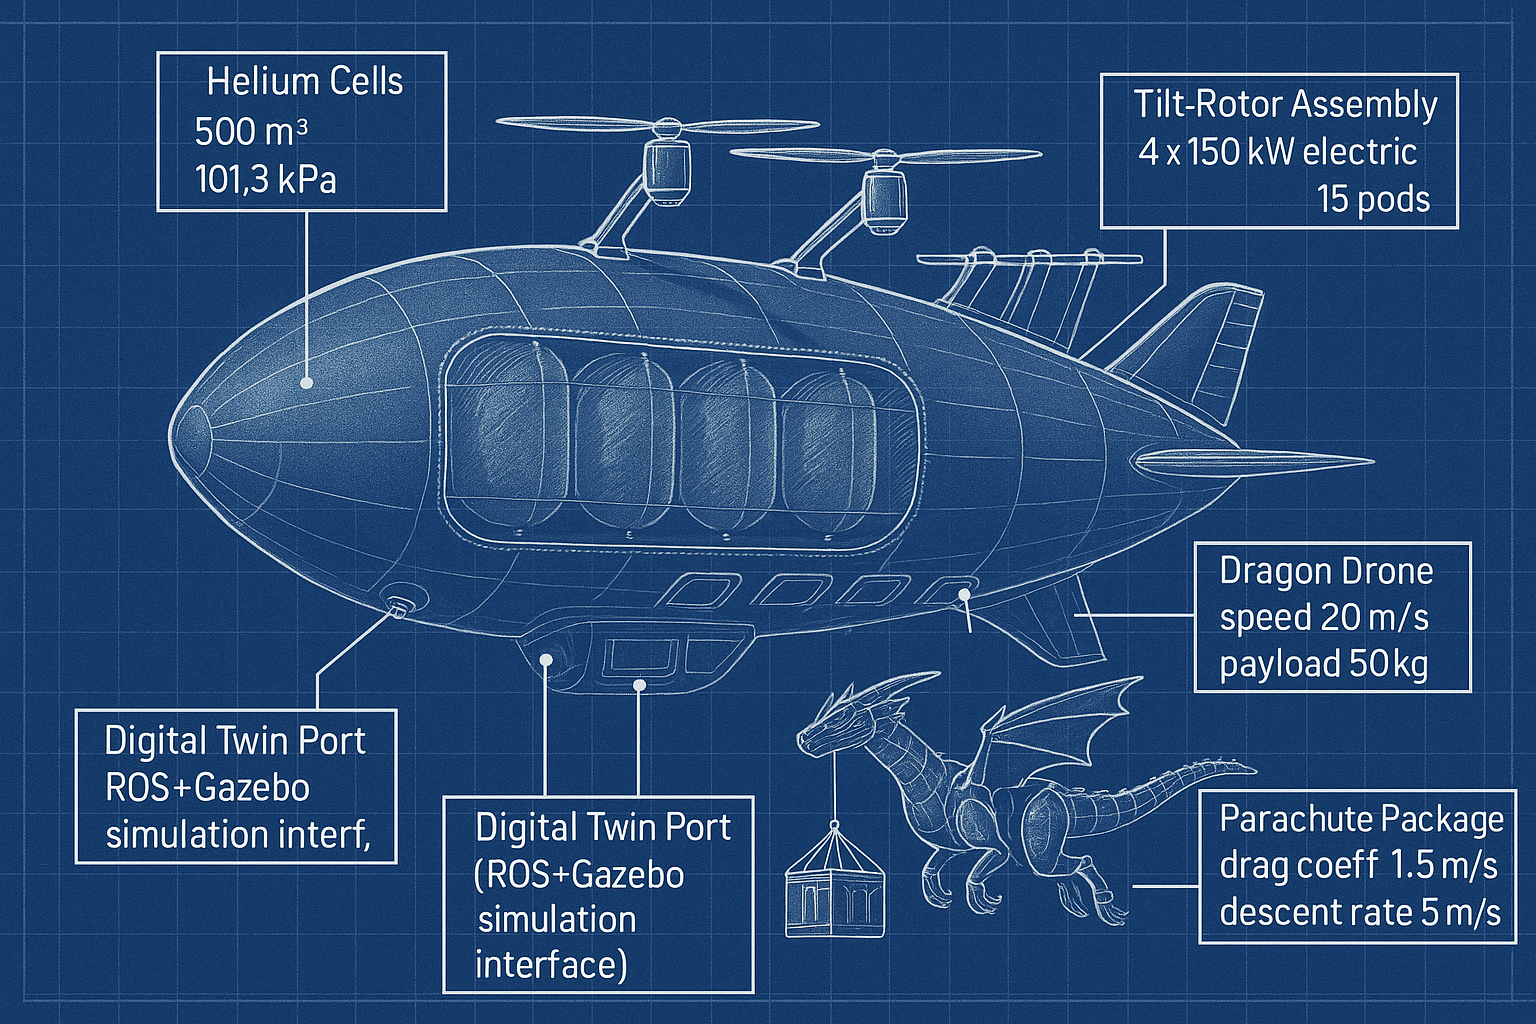 Helium Cells
500 m³
101,3 kPa
Tilt-Rotor Assembly
4 x 150 kW electric
15 pods
Dragon Drone
speed 20 m/s
payload 50 kg
Digital Twin Port
ROS+Gazebo
simulation interf,
Digital Twin Port
(ROS+Gazebo
simulation
interface)
Parachute Package
drag coeff 1.5 m/s
descent rate 5 m/s